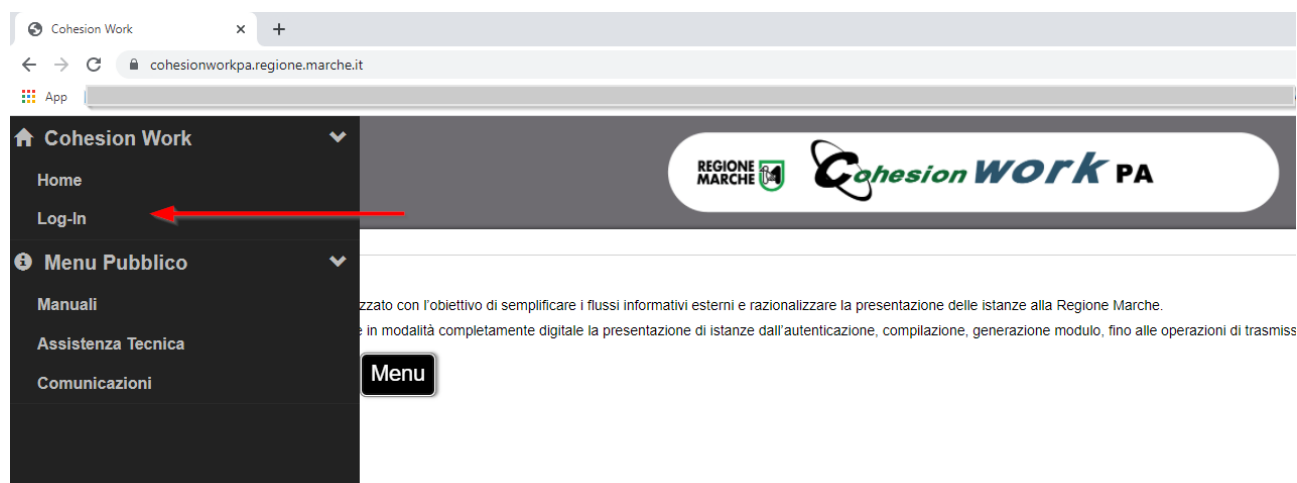 Cohesion Work
cohesionworkpa.regione.marche.it
App
Cohesion Work
Home
Log-In
Menu Pubblico
Manuali
Assistenza Tecnica
Comunicazioni
REGIONE
MARCHE
Cohesion work PA
zzato con l'obiettivo di semplificare i flussi informativi esterni e razionalizzare la presentazione delle istanze alla Regione Marche.
e in modalità completamente digitale la presentazione di istanze dall'autenticazione, compilazione, generazione modulo, fino alle operazioni di trasmiss
Menu